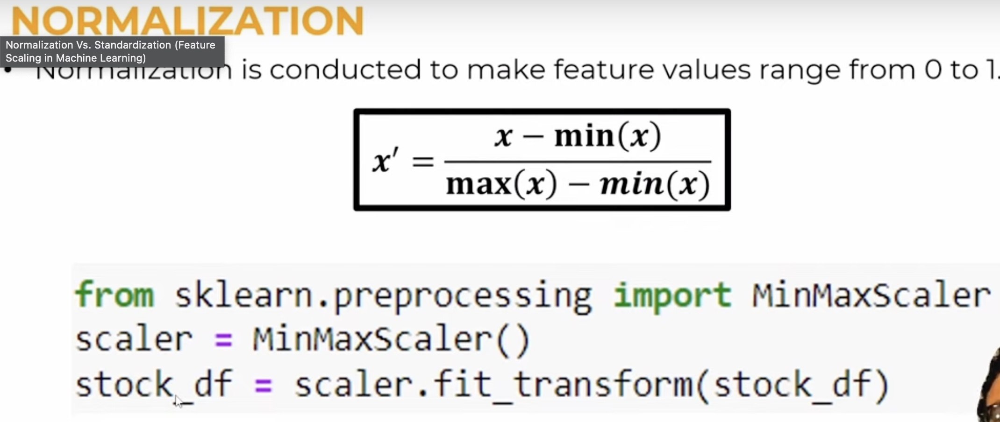 NORMALIZATION
Normalization Vs. Standardization (Feature
Scaling in Machine Learning)
• Normalization is conducted to make feature values range from 0 to 1.
x′ = (x − min(x)) / (max(x) − min(x))
from sklearn.preprocessing import MinMaxScaler
scaler = MinMaxScaler()
stock_df = scaler.fit_transform(stock_df)